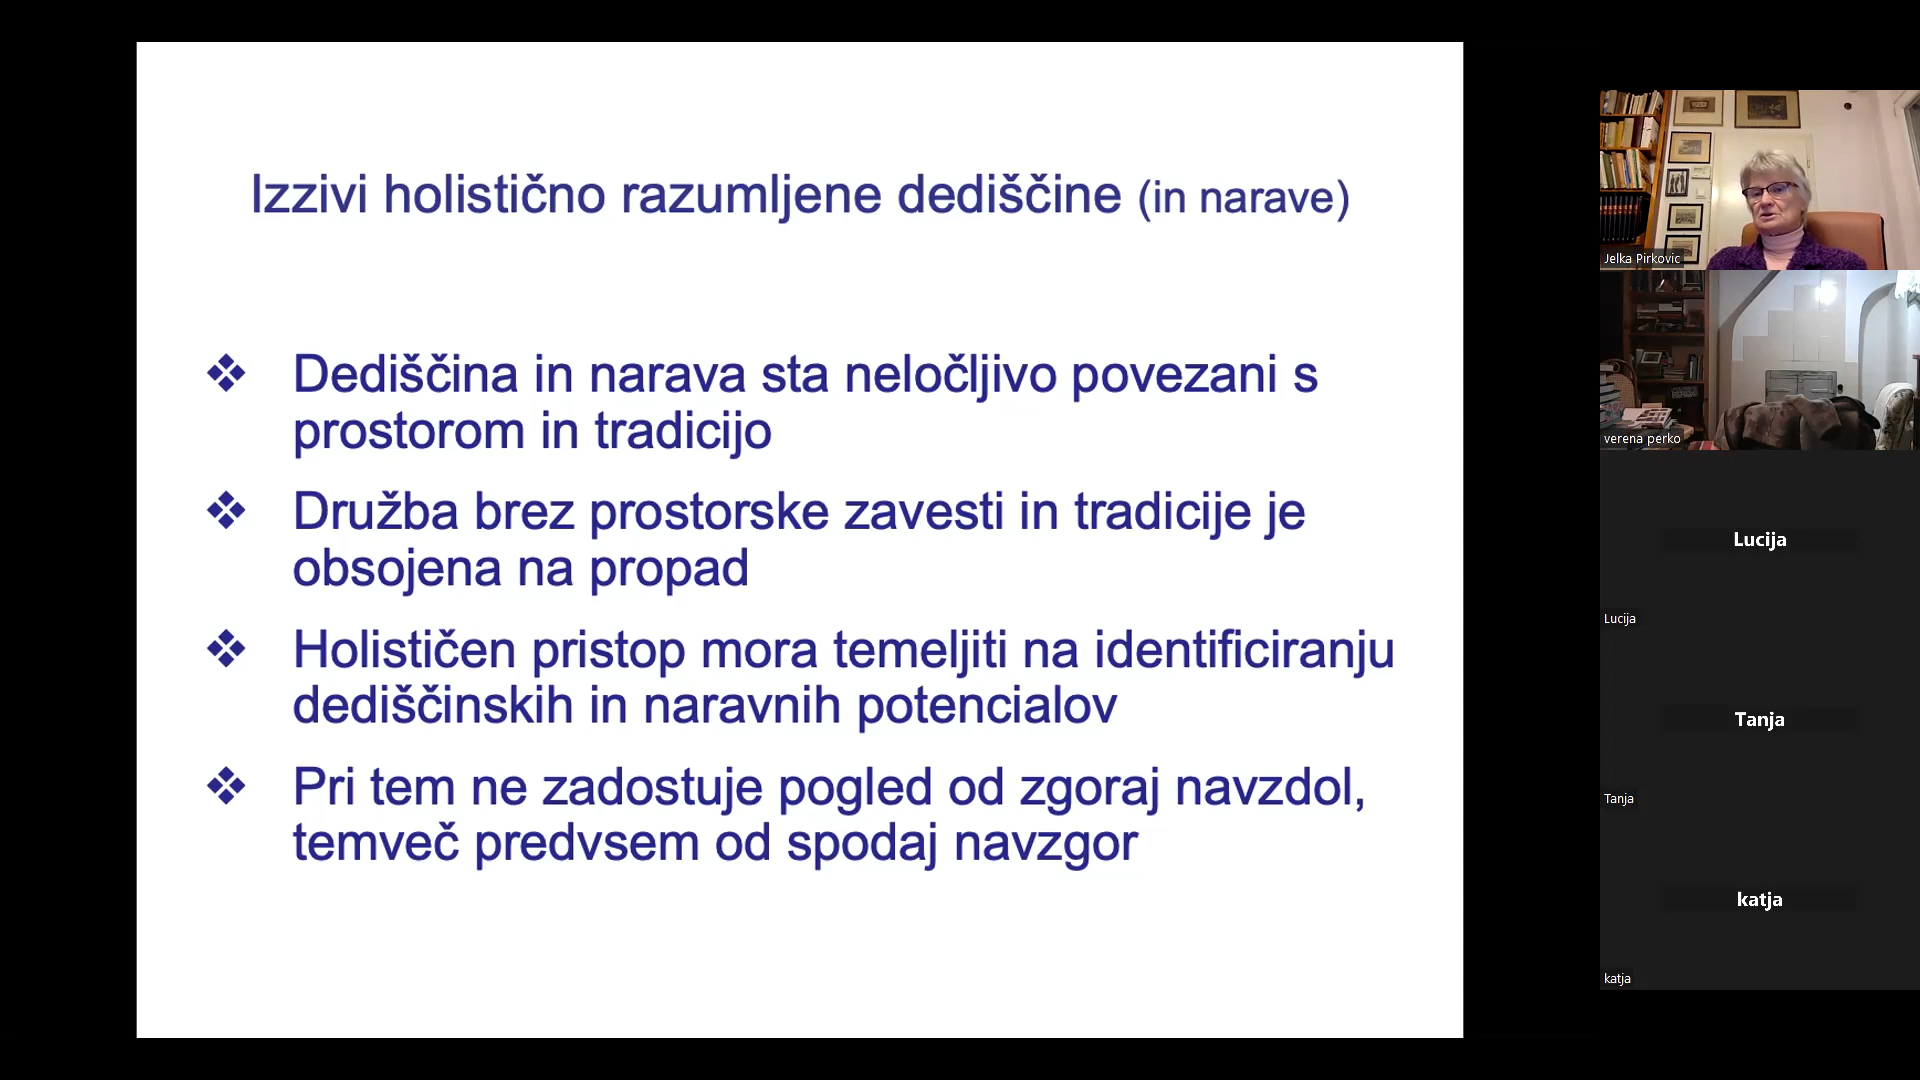 Izzivi holistično razumljene dediščine (in narave)
❖ Dediščina in narava sta neločljivo povezani s
prostorom in tradicijo
❖ Družba brez prostorske zavesti in tradicije je
obsojena na propad
❖ Holističen pristop mora temeljiti na identificiranju
dediščinskih in naravnih potencialov
❖ Pri tem ne zadostuje pogled od zgoraj navzdol,
temveč predvsem od spodaj navzgor
Jelka Pirkovic
verena perko
Lucija
Lucija
Tanja
Tanja
katja
katja